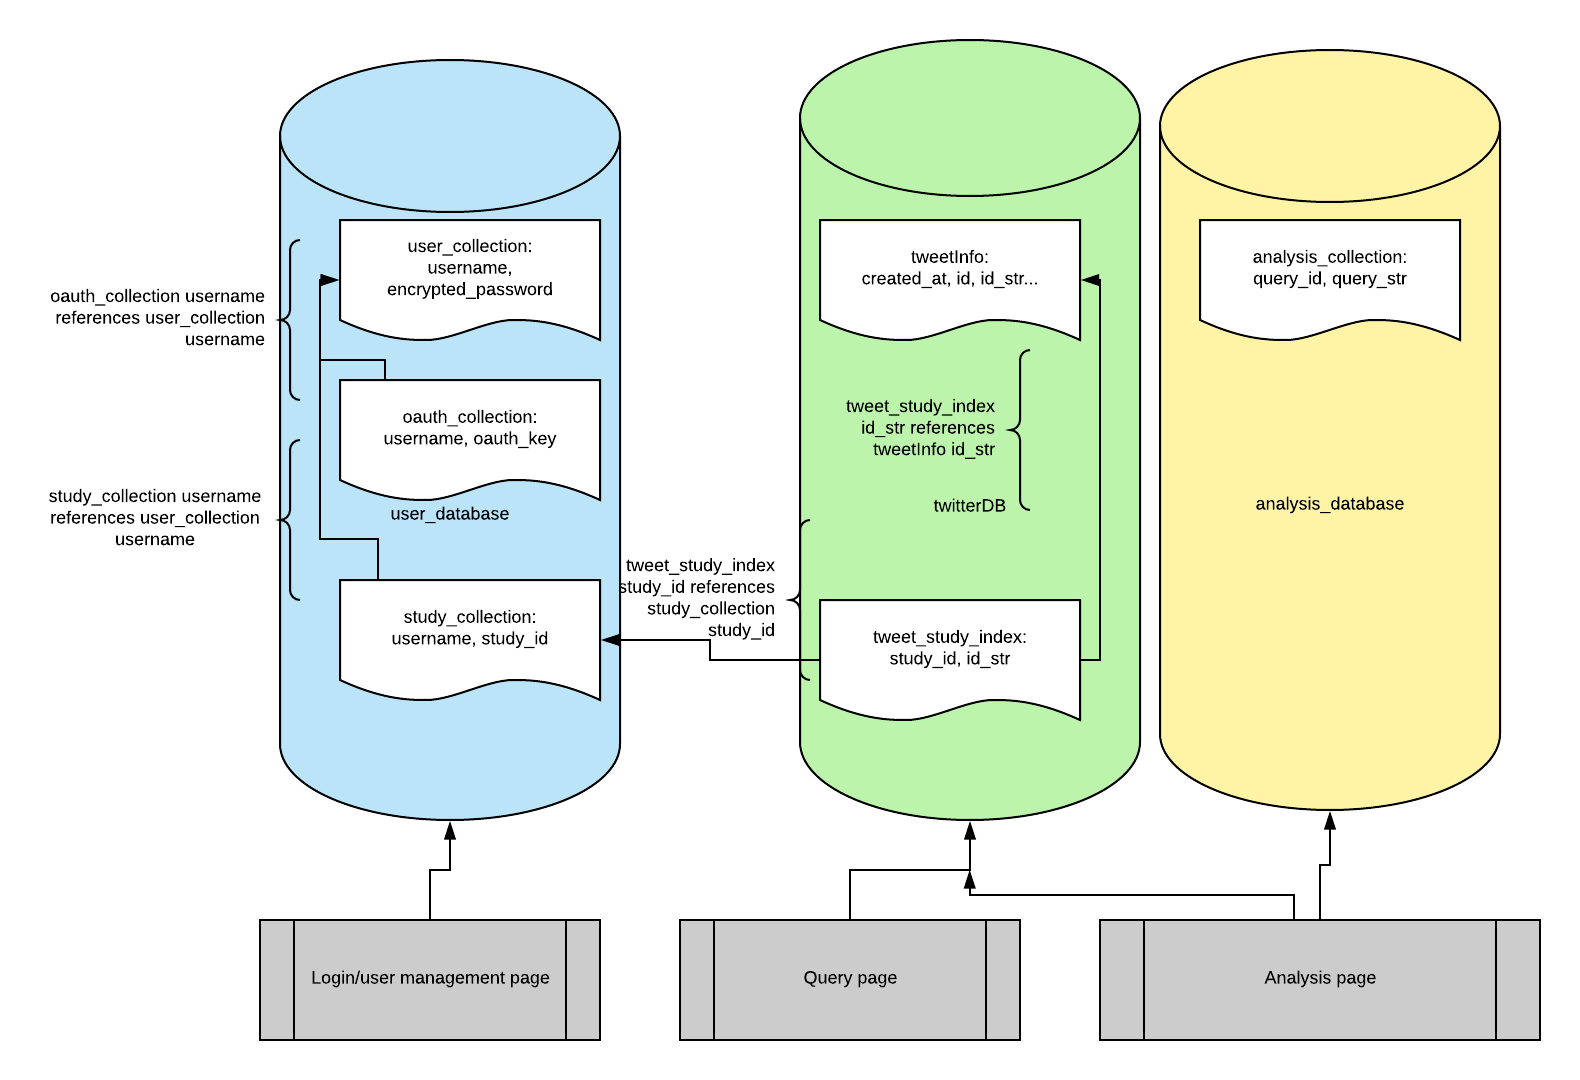 user_collection:
username,
encrypted_password
oauth_collection username
references user_collection
username
oauth_collection:
username, oauth_key
study_collection username
references user_collection
username
user_database
study_collection:
username, study_id
tweetInfo:
created_at, id, id_str...
tweet_study_index
id_str references
tweetInfo id_str
twitterDB
tweet_study_index
study_id references
study_collection
study_id
tweet_study_index:
study_id, id_str
analysis_collection:
query_id, query_str
analysis_database
Login/user management page
Query page
Analysis page